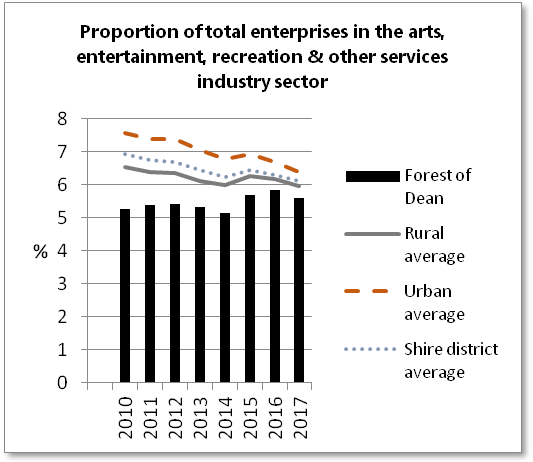 Proportion of total enterprises in the arts,
entertainment, recreation & other services
industry sector
8
7
6
5
4
3
2
1
0
%
2010
2011
2012
2013
2014
2015
2016
2017
Forest of
Dean
Rural
average
Urban
average
Shire district
average